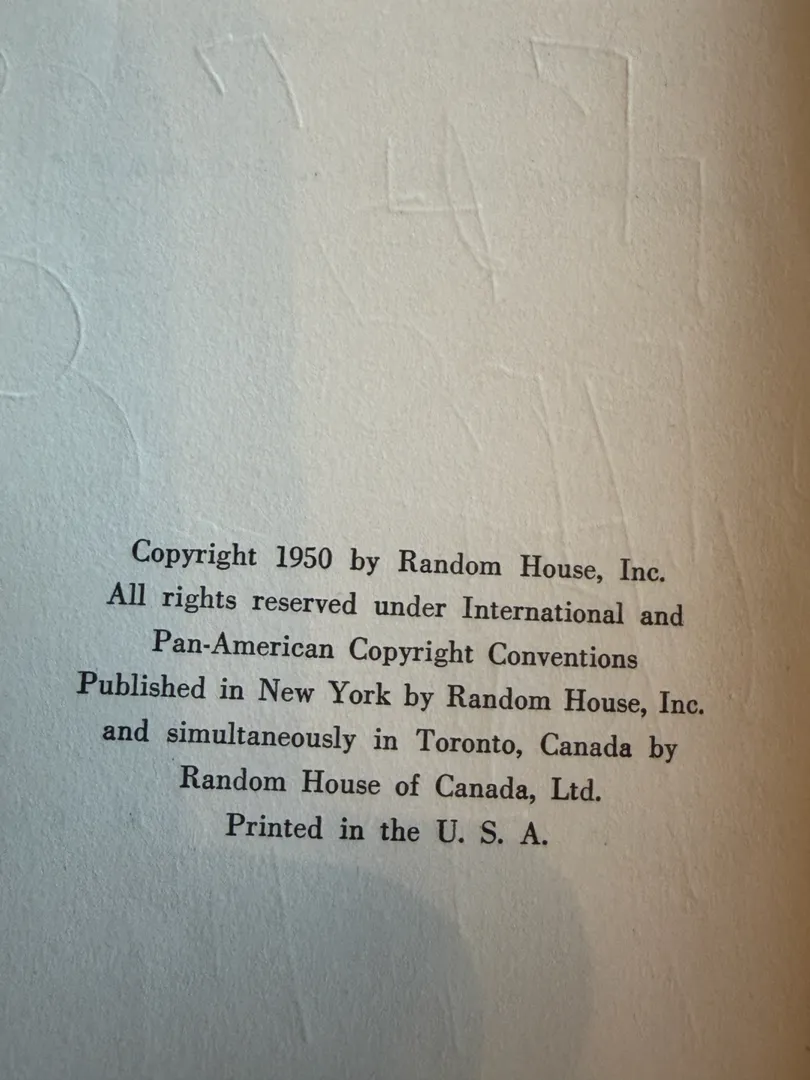 Copyright 1950 by Random House, Inc.
All rights reserved under International and
Pan-American Copyright Conventions
Published in New York by Random House, Inc.
and simultaneously in Toronto, Canada by
Random House of Canada, Ltd.
Printed in the U. S. A.